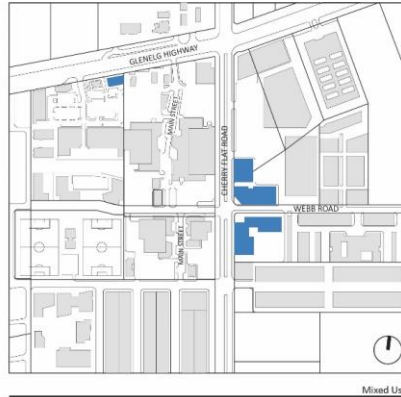 GLENELG HIGHWAY
MAIN STREET
CHERRY FLAT ROAD
WEBB ROAD
MAIN STREET
Mixed Us